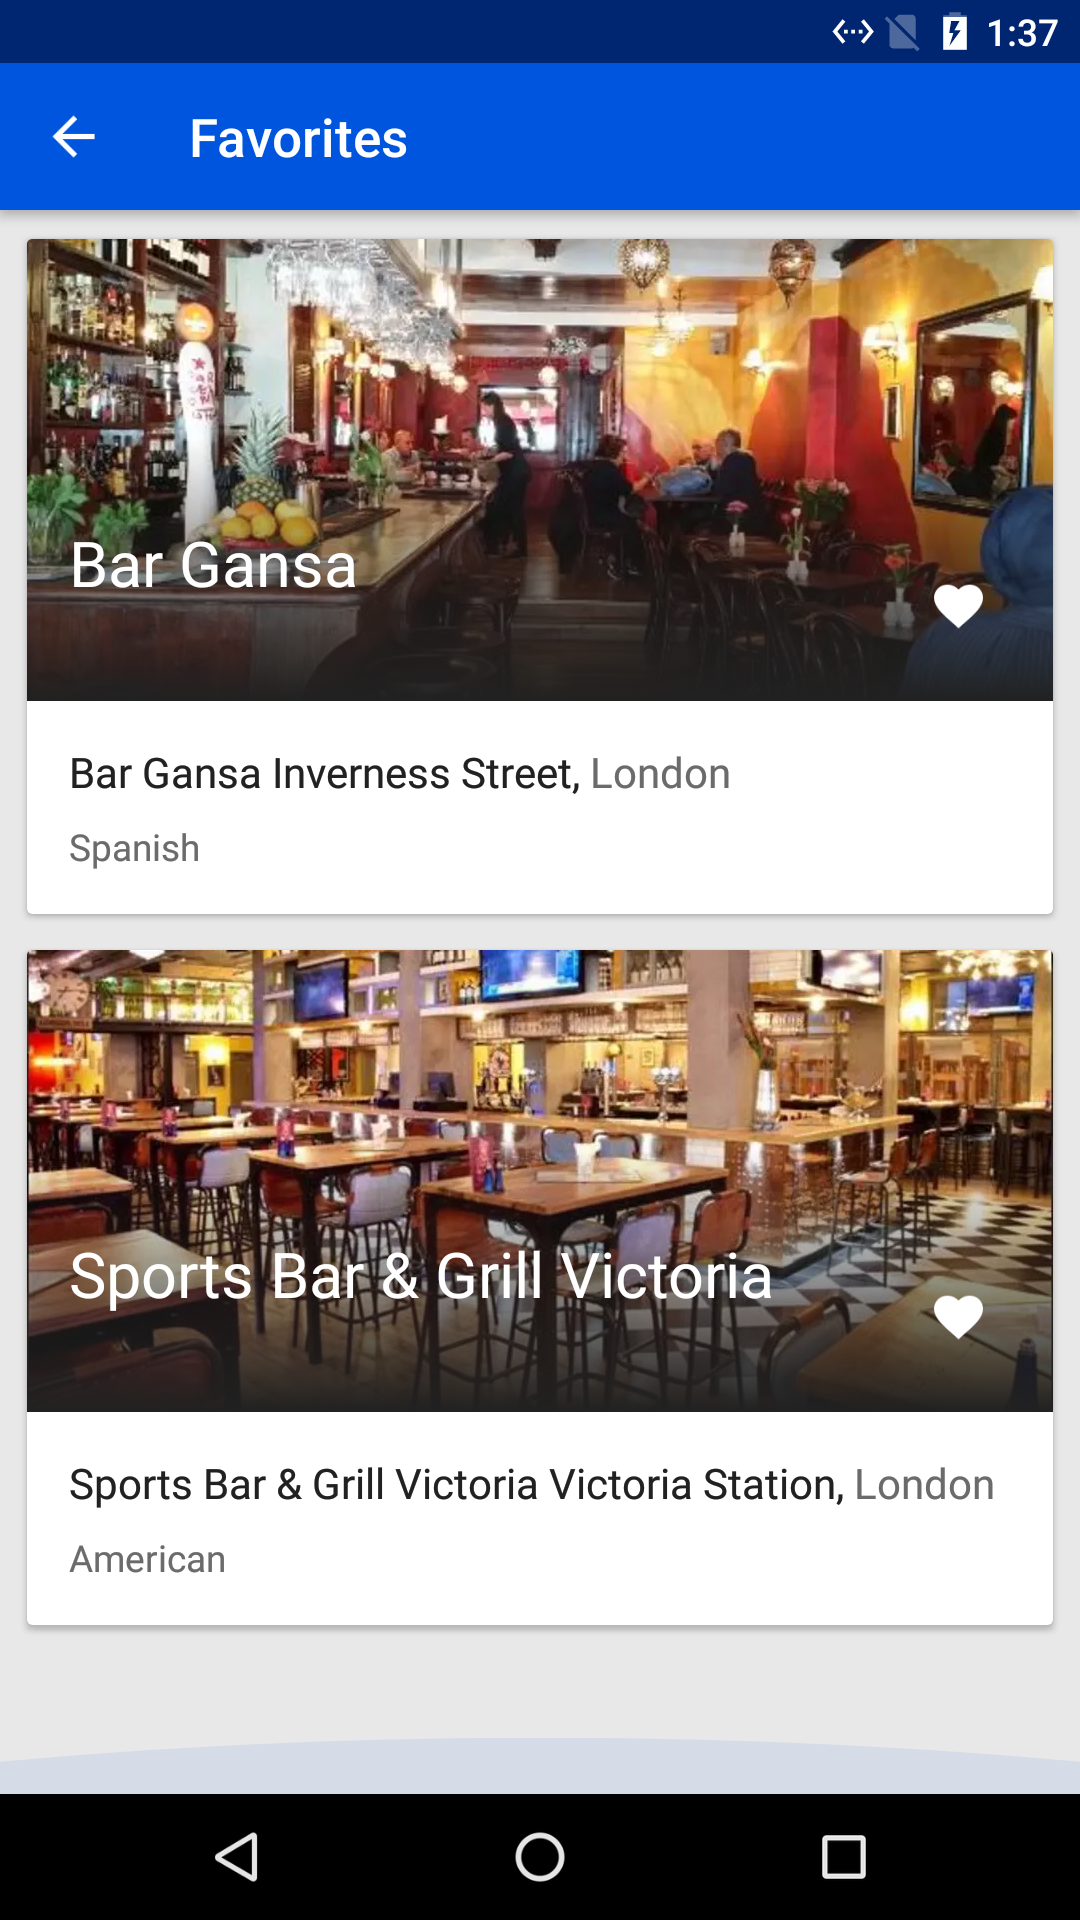 1:37
Favorites
Bar Gansa
Bar Gansa Inverness Street, London
Spanish
Sports Bar & Grill Victoria
Sports Bar & Grill Victoria Victoria Station, London
American